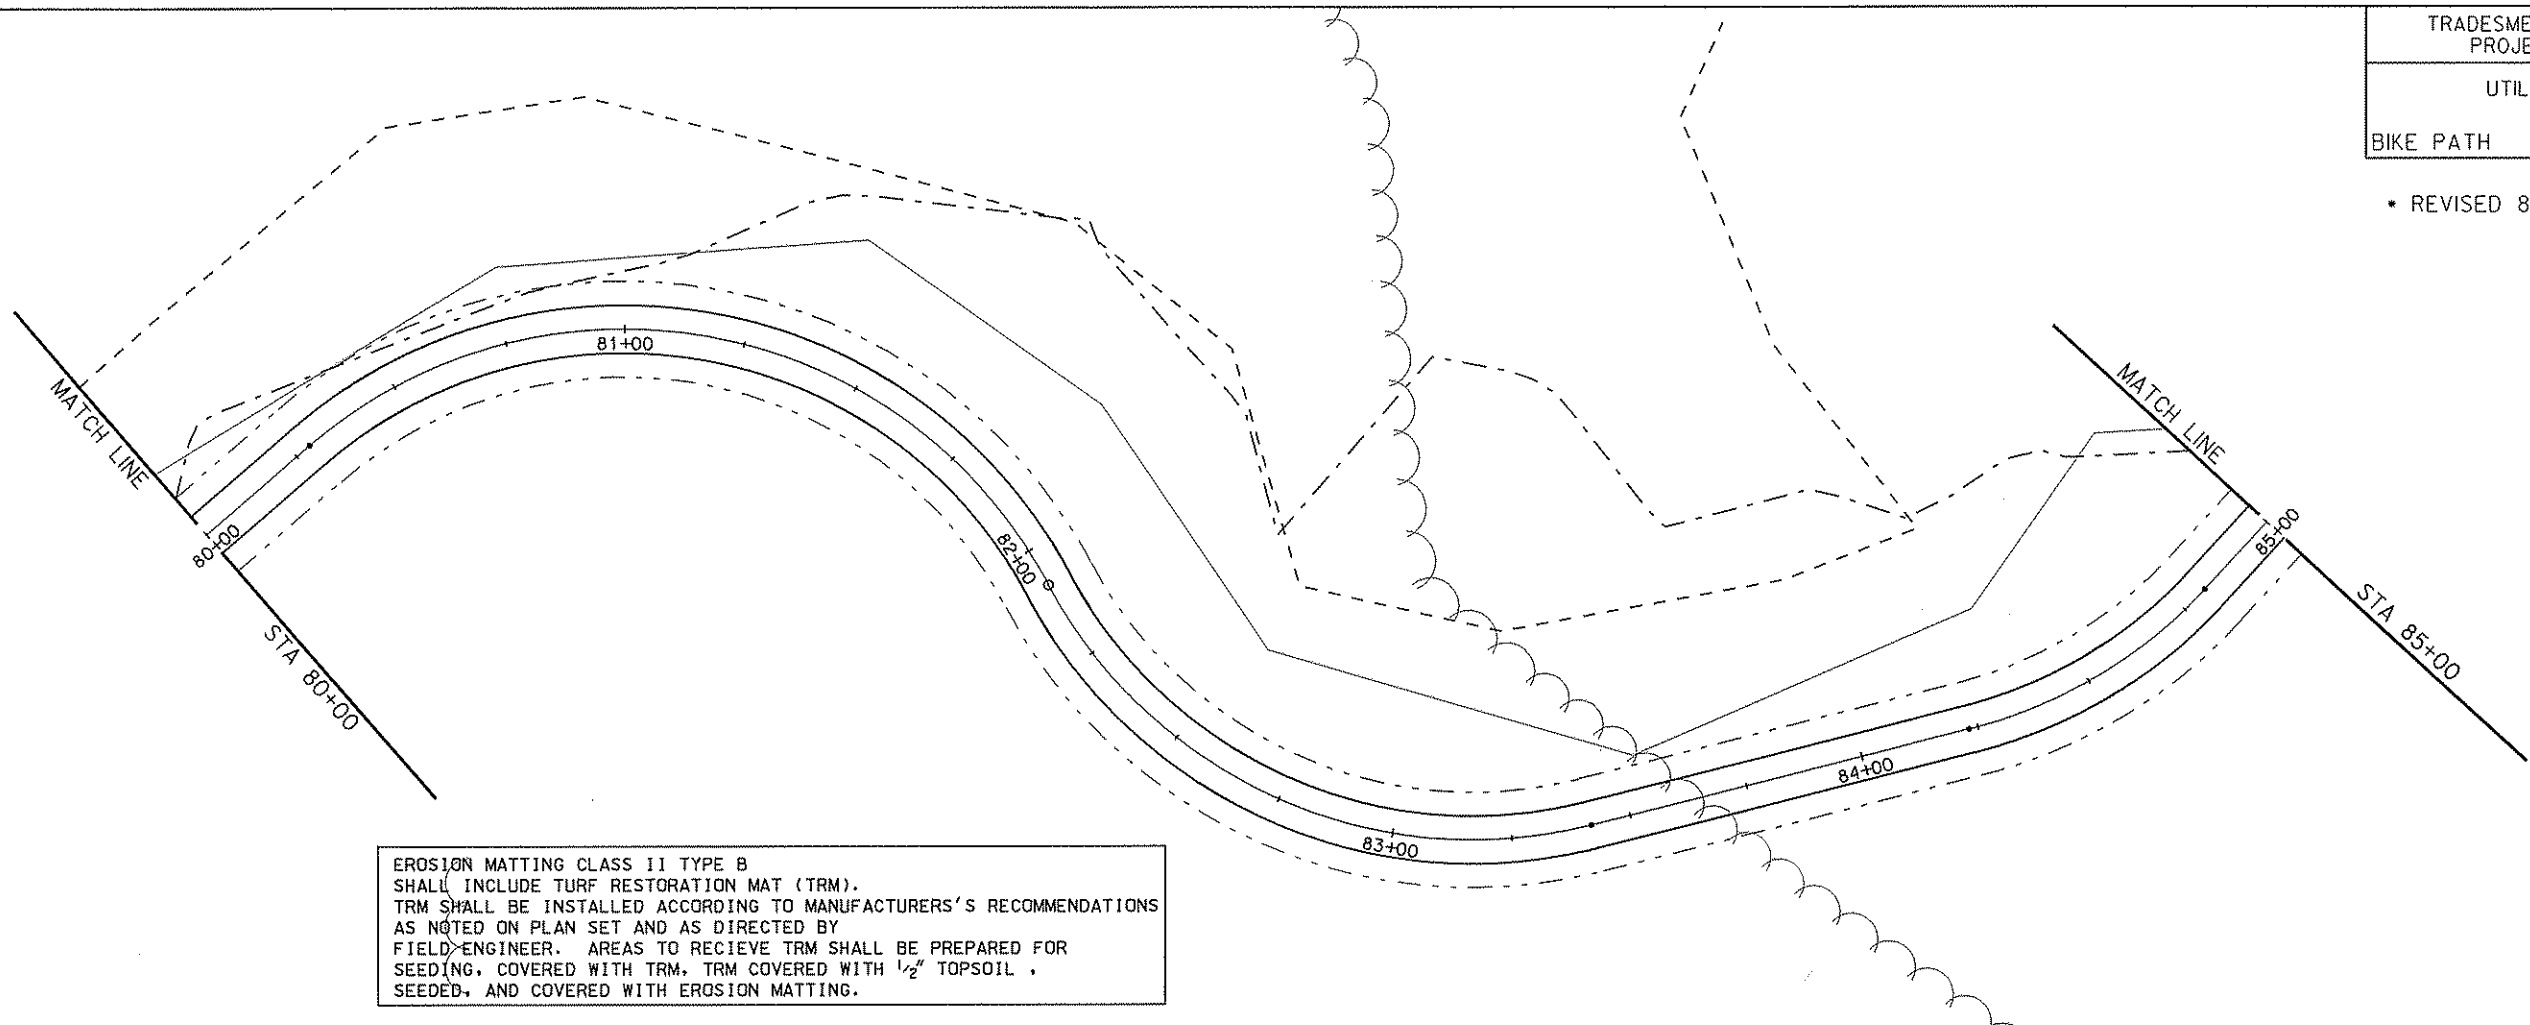 TRADESME
PROJE
UTIL
BIKE PATH
* REVISED 8
MATCH LINE
STA 80+00
80+00
81+00
82+00
83+00
84+00
85+00
MATCH LINE
STA 85+00
EROSION MATTING CLASS II TYPE B
SHALL INCLUDE TURF RESTORATION MAT (TRM).
TRM SHALL BE INSTALLED ACCORDING TO MANUFACTURERS'S RECOMMENDATIONS
AS NOTED ON PLAN SET AND AS DIRECTED BY
FIELD ENGINEER. AREAS TO RECIEVE TRM SHALL BE PREPARED FOR
SEEDING, COVERED WITH TRM, TRM COVERED WITH 1/2" TOPSOIL ,
SEEDED, AND COVERED WITH EROSION MATTING.